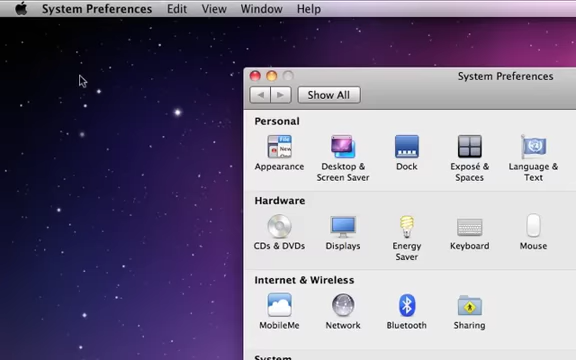 System Preferences Edit View Window Help
System Preferences
Show All
Personal
Appearance
Desktop &
Screen Saver
Dock
Exposé &
Spaces
Language &
Text
Hardware
CDs & DVDs
Displays
Energy
Saver
Keyboard
Mouse
Internet & Wireless
MobileMe
Network
Bluetooth
Sharing
System